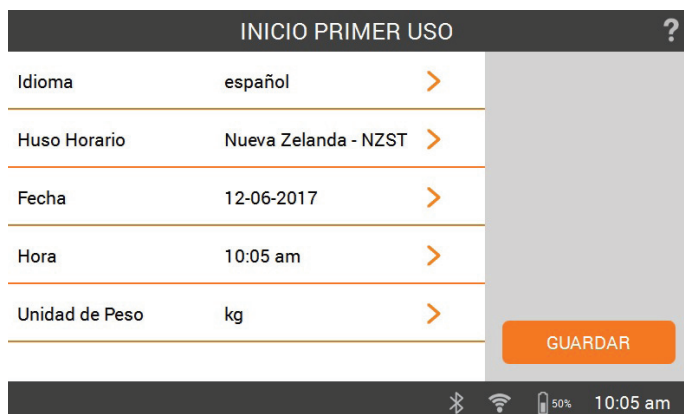 INICIO PRIMER USO ?
Idioma español
Huso Horario Nueva Zelanda - NZST
Fecha 12-06-2017
Hora 10:05 am
Unidad de Peso kg
GUARDAR
50% 10:05 am